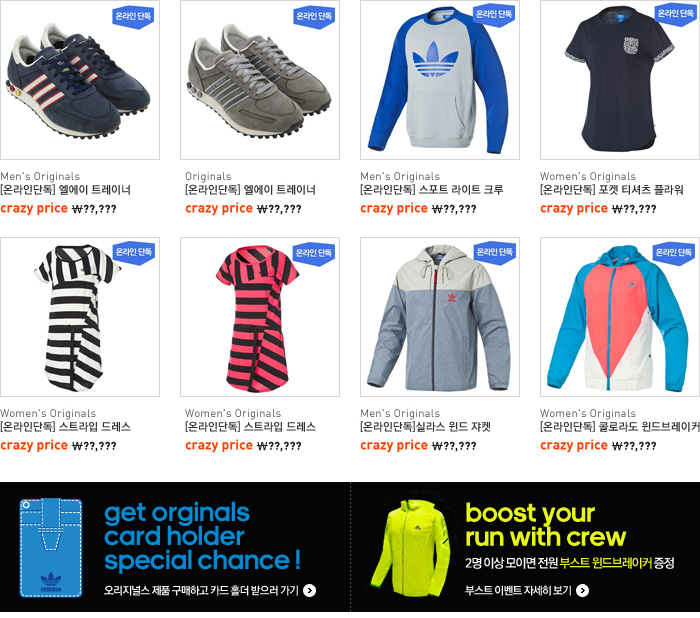 온라인 단독
온라인 단독
온라인 단독
Men's Originals
[온라인단독] 엘에이 트레이너
crazy price ₩??,???
Originals
[온라인단독] 엘에이 트레이너
crazy price ₩??,???
Men's Originals
[온라인단독] 스포트 라이트 크루
crazy price ₩??,???
Women's Originals
[온라인단독] 포켓 티셔츠 플라워
crazy price ₩??,???
온라인 단독
온라인 단독
온라인 단독
온라인 단독
Women's Originals
[온라인단독] 스트라입 드레스
crazy price ₩??,???
Women's Originals
[온라인단독] 스트라입 드레스
crazy price ₩??,???
Men's Originals
[온라인단독]실라스 윈드 쟈켓
crazy price ₩??,???
Women's Originals
[온라인단독] 콜로라도 윈드브레이커
crazy price ₩??,???
adidas
get orginals
card holder
special chance !
오리지널스 제품 구매하고 카드 홀더 받으러 가기
boost your
run with crew
2명 이상 모이면 전원 부스트 윈드브레이커 증정
부스트 이벤트 자세히 보기